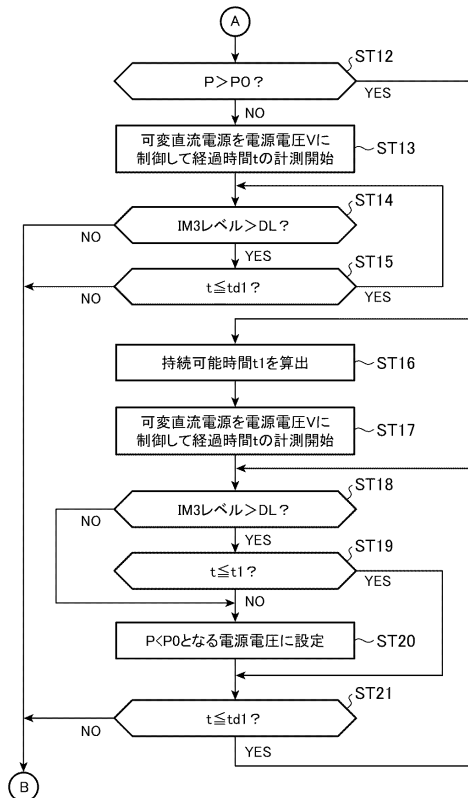 A
P>P0?
ST12
YES
NO
可変直流電源を電源電圧Vに
制御して経過時間tの計測開始
ST13
IM3レベル>DL?
ST14
NO
YES
t≦td1?
ST15
NO
YES
持続可能時間t1を算出
ST16
可変直流電源を電源電圧Vに
制御して経過時間tの計測開始
ST17
IM3レベル>DL?
ST18
NO
YES
t≦t1?
ST19
YES
NO
P<P0となる電源電圧に設定
ST20
t≦td1?
ST21
NO
YES
B